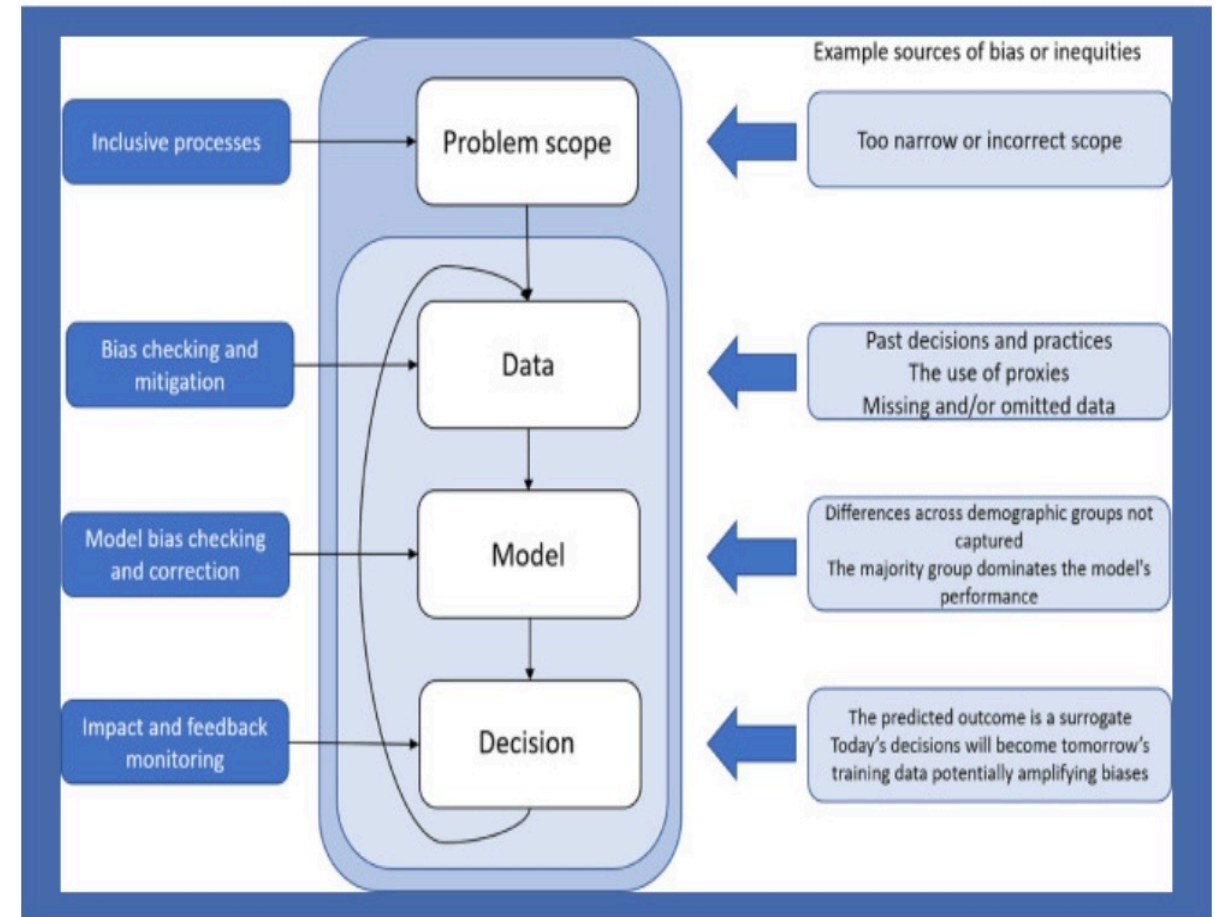 Example sources of bias or inequities
Inclusive processes
Problem scope
Too narrow or incorrect scope
Bias checking and
mitigation
Data
Past decisions and practices
The use of proxies
Missing and/or omitted data
Model bias checking
and correction
Model
Differences across demographic groups not
captured
The majority group dominates the model's
performance
Impact and feedback
monitoring
Decision
The predicted outcome is a surrogate
Today's decisions will become tomorrow's
training data potentially amplifying biases